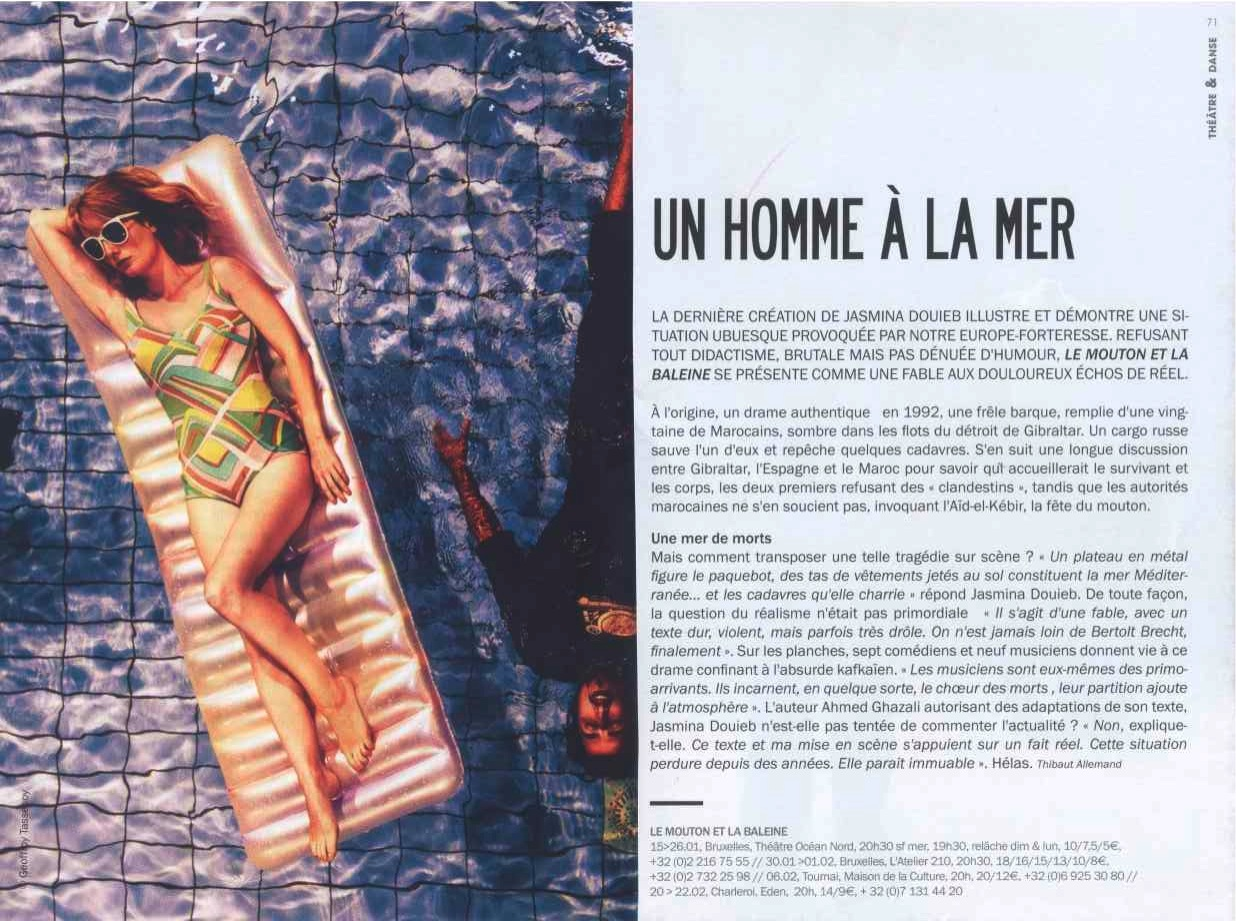 71
THÉÂTRE & DANSE
UN HOMME À LA MER
LA DERNIÈRE CRÉATION DE JASMINA DOUIEB ILLUSTRE ET DÉMONTRE UNE SI-
TUATION UBUESQUE PROVOQUÉE PAR NOTRE EUROPE-FORTERESSE. REFUSANT
TOUT DIDACTISME, BRUTALE MAIS PAS DÉNUÉE D'HUMOUR, LE MOUTON ET LA
BALEINE SE PRÉSENTE COMME UNE FABLE AUX DOULOUREUX ÉCHOS DE RÉEL.
À l'origine, un drame authentique en 1992, une frêle barque, remplie d'une ving-
taine de Marocains, sombre dans les flots du détroit de Gibraltar. Un cargo russe
sauve l'un d'eux et repêche quelques cadavres. S'en suit une longue discussion
entre Gibraltar, l'Espagne et le Maroc pour savoir qui accueillerait le survivant et
les corps, les deux premiers refusant des « clandestins », tandis que les autorités
marocaines ne s'en soucient pas, invoquant l'Aïd-el-Kébir, la fête du mouton.
Une mer de morts
Mais comment transposer une telle tragédie sur scène ? « Un plateau en métal
figure le paquebot, des tas de vêtements jetés au sol constituent la mer Méditer-
ranée... et les cadavres qu'elle charrie » répond Jasmina Douieb. De toute façon,
la question du réalisme n'était pas primordiale « Il s'agit d'une fable, avec un
texte dur, violent, mais parfois très drôle. On n'est jamais loin de Bertolt Brecht,
finalement ». Sur les planches, sept comédiens et neuf musiciens donnent vie à ce
drame confinant à l'absurde kafkaïen. « Les musiciens sont eux-mêmes des primo-
arrivants. Ils incarnent, en quelque sorte, le chœur des morts , leur partition ajoute
à l'atmosphère ». L'auteur Ahmed Ghazali autorisant des adaptations de son texte,
Jasmina Douieb n'est-elle pas tentée de commenter l'actualité ? « Non, explique-
t-elle. Ce texte et ma mise en scène s'appuient sur un fait réel. Cette situation
perdure depuis des années. Elle paraît immuable ». Hélas. Thibaut Allemand
LE MOUTON ET LA BALEINE
15>26.01, Bruxelles, Théâtre Océan Nord, 20h30 sf mer, 19h30, relâche dim & lun, 10/7,5/5€,
+32 (0)2 216 75 55 // 30.01 >01.02, Bruxelles, L'Atelier 210, 20h30, 18/16/15/13/10/8€,
+32 (0)2 732 25 98 // 06.02, Tournai, Maison de la Culture, 20h, 20/12€, +32 (0)6 925 30 80 //
20 > 22.02, Charleroi, Eden, 20h, 14/9€, + 32 (0)7 131 44 20